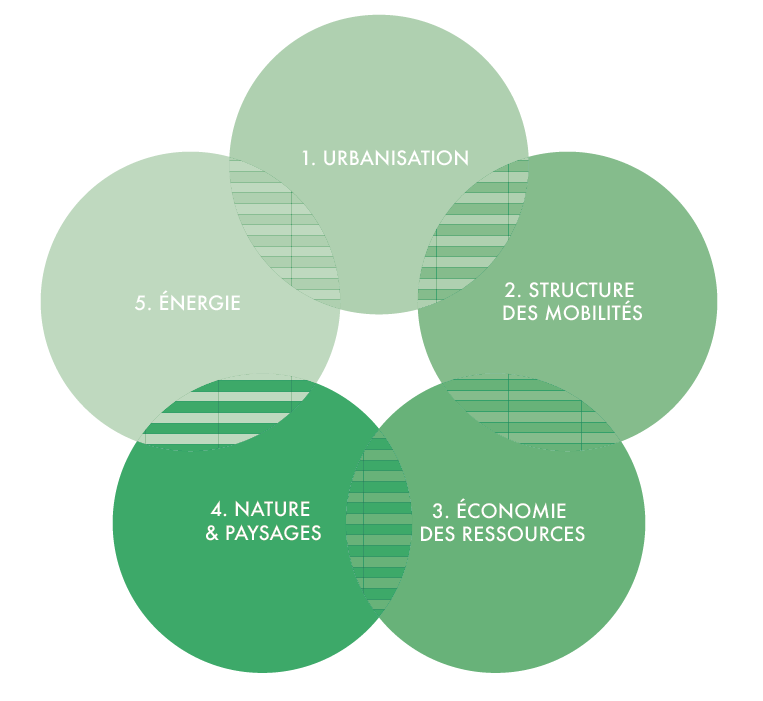 1. URBANISATION
2. STRUCTURE
DES MOBILITÉS
3. ÉCONOMIE
DES RESSOURCES
4. NATURE
& PAYSAGES
5. ÉNERGIE